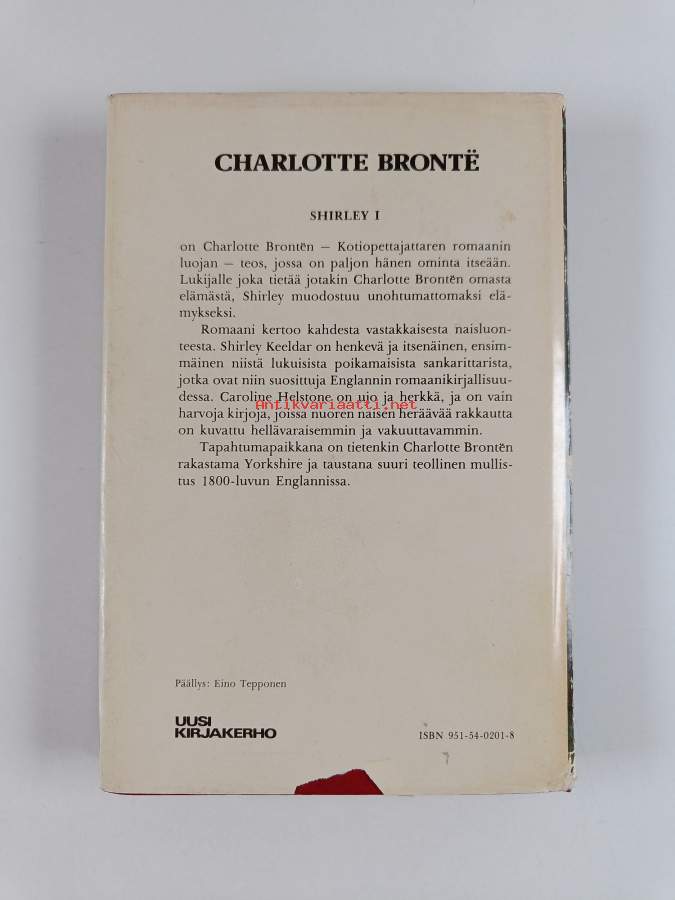 CHARLOTTE BRONTË
SHIRLEY I
on Charlotte Brontën — Kotiopettajattaren romaanin
luojan — teos, jossa on paljon hänen ominta itseään.
Lukijalle joka tietää jotakin Charlotte Brontën omasta
elämästä, Shirley muodostuu unohtumattomaksi elä-
mykseksi.
Romaani kertoo kahdesta vastakkaisesta naisluon-
teesta. Shirley Keeldar on henkevä ja itsenäinen, ensim-
mäinen niistä lukuisista poikamaisista sankarittarista,
jotka ovat niin suosittuja Englannin romaanikirjallisuu-
dessa. Caroline Helstone on ujo ja herkkä, ja on vain
Antikvariaatti.net
harvoja kirjoja, joissa nuoren naisen heräävää rakkautta
on kuvattu hellävaraisemmin ja vakuuttavammin.
Tapahtumapaikkana on tietenkin Charlotte Brontën
rakastama Yorkshire ja taustana suuri teollinen mullis-
tus 1800-luvun Englannissa.
Päällys: Eino Tepponen
UUSI
KIRJAKERHO
ISBN 951-54-0201-8